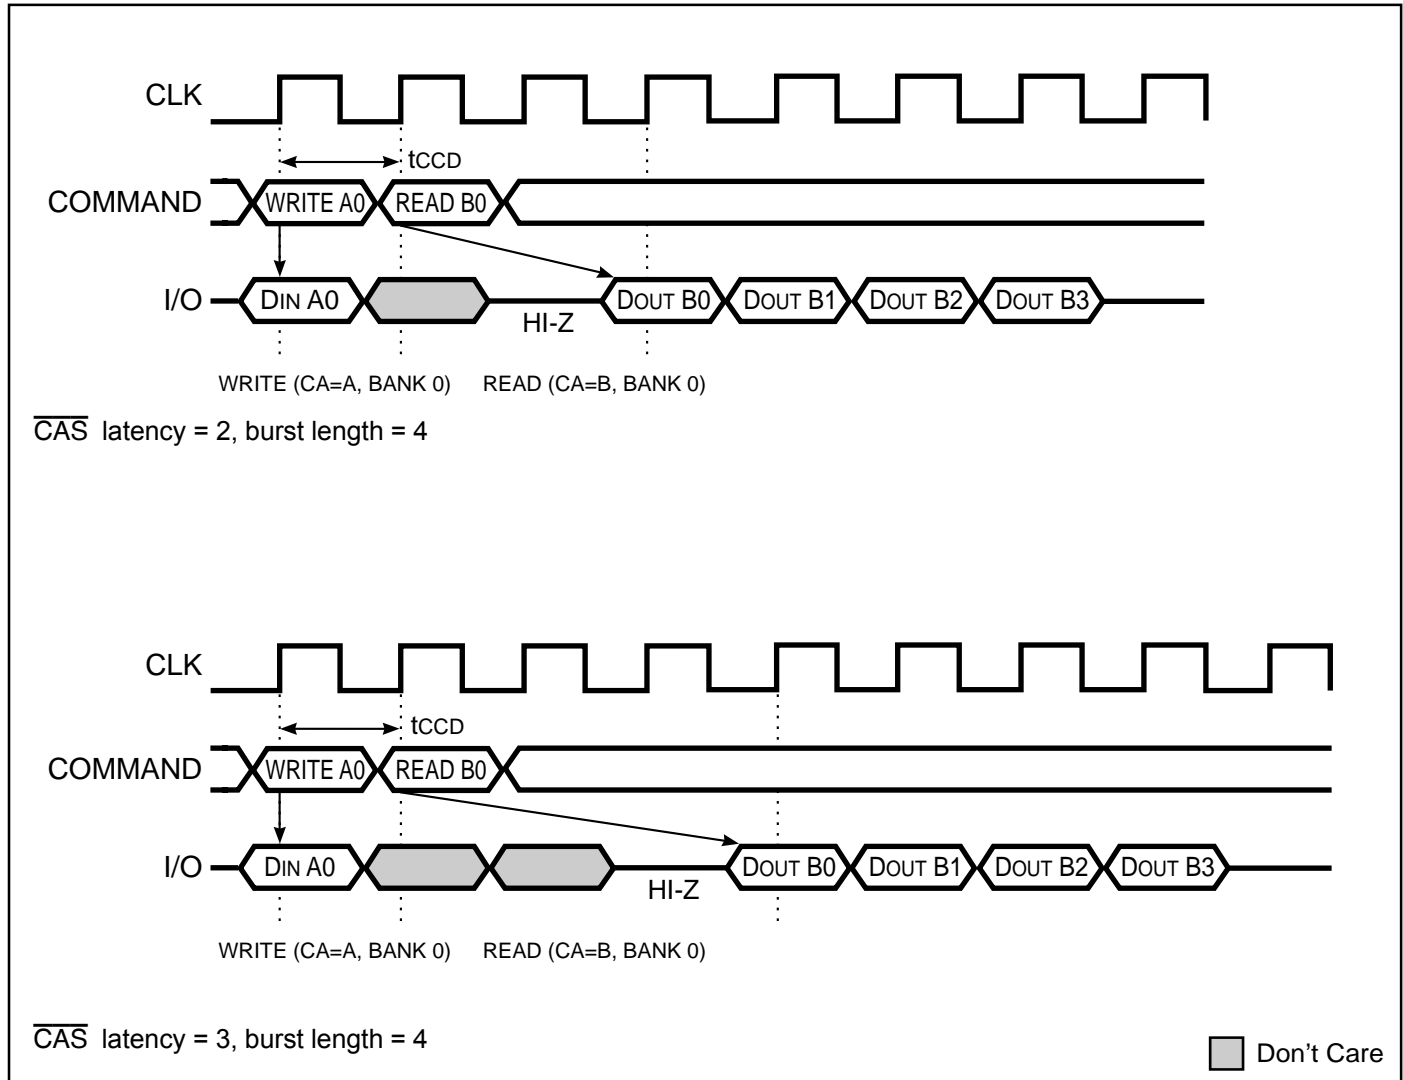 CLK
tCCD
COMMAND WRITE A0 READ B0
I/O DIN A0 DOUT B0 DOUT B1 DOUT B2 DOUT B3
HI-Z
WRITE (CA=A, BANK 0) READ (CA=B, BANK 0)
CAS latency = 2, burst length = 4
CLK
tCCD
COMMAND WRITE A0 READ B0
I/O DIN A0 DOUT B0 DOUT B1 DOUT B2 DOUT B3
HI-Z
WRITE (CA=A, BANK 0) READ (CA=B, BANK 0)
CAS latency = 3, burst length = 4
Don't Care